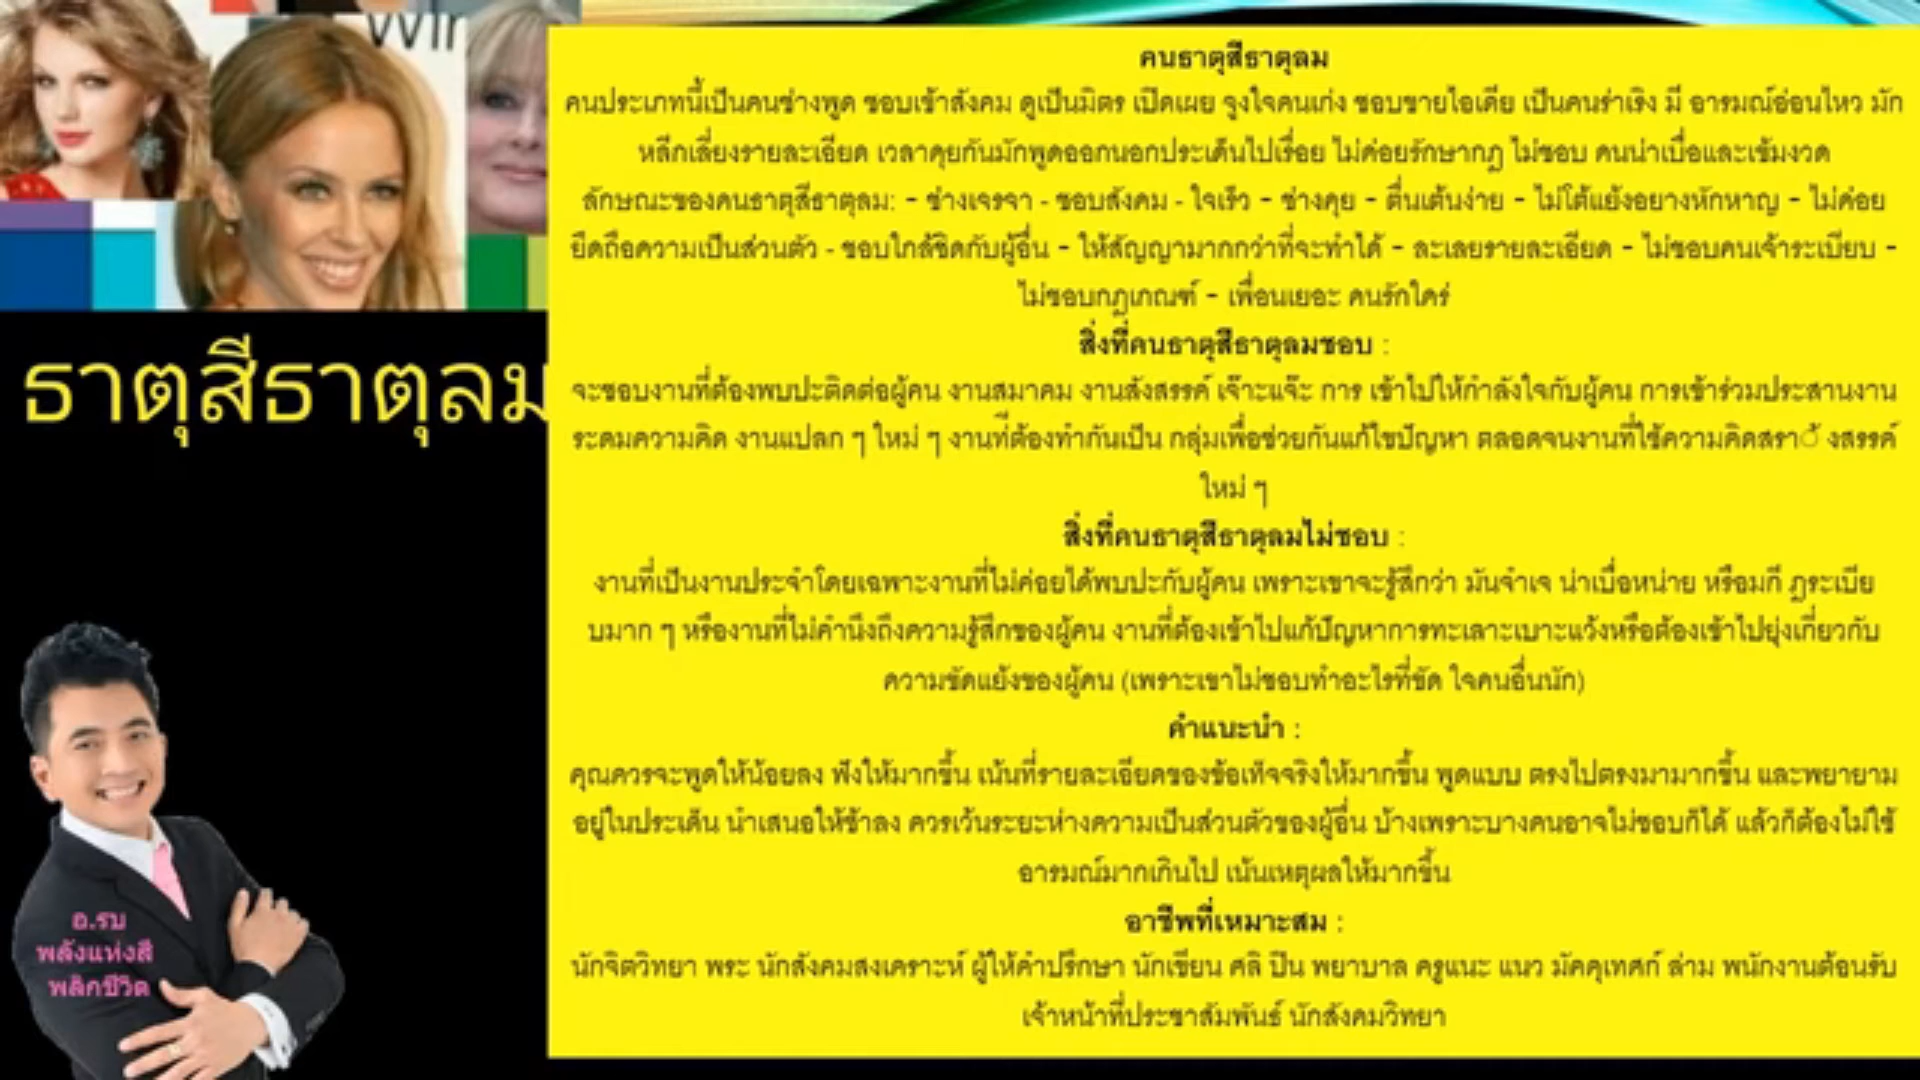 Wir
ธาตุสีธาตุลม
อ.รบ
พลังแห่งสี
พลิกชีวิต
คนธาตุสีธาตุลม
คนประเภทนี้เป็นคนช่างพูด ชอบเข้าสังคม ดูเป็นมิตร เปิดเผย จูงใจคนเก่ง ชอบขายไอเดีย เป็นคนร่าเริง มี อารมณ์อ่อนไหว มัก
หลีกเลี่ยงรายละเอียด เวลาคุยกันมักพูดออกนอกประเด็นไปเรื่อย ไม่ค่อยรักษากฎ ไม่ชอบ คนน่าเบื่อและเข้มงวด
ลักษณะของคนธาตุสีธาตุลม: - ช่างเจรจา - ชอบสังคม - ใจเร็ว - ช่างคุย - ตื่นเต้นง่าย - ไม่โต้แย้งอยางหักหาญ - ไม่ค่อย
ยึดถือความเป็นส่วนตัว - ชอบใกล้ชิดกับผู้อื่น - ให้สัญญามากกว่าที่จะทำได้ - ละเลยรายละเอียด - ไม่ชอบคนเจ้าระเบียบ -
ไม่ชอบกฎเกณฑ์ - เพื่อนเยอะ คนรักใคร่
สิ่งที่คนธาตุสีธาตุลมชอบ :
จะชอบงานที่ต้องพบปะติดต่อผู้คน งานสมาคม งานสังสรรค์ เจ๊าะแจ๊ะ การ เข้าไปให้กำลังใจกับผู้คน การเข้าร่วมประสานงาน
ระดมความคิด งานแปลก ๆ ใหม่ ๆ งานที่ต้องทำกันเป็น กลุ่มเพื่อช่วยกันแก้ไขปัญหา ตลอดจนงานที่ใช้ความคิดสรา้ งสรรค์
ใหม่ ๆ
สิ่งที่คนธาตุสีธาตุลมไม่ชอบ :
งานที่เป็นงานประจำโดยเฉพาะงานที่ไม่ค่อยได้พบปะกับผู้คน เพราะเขาจะรู้สึกว่า มันจำเจ น่าเบื่อหน่าย หรือมกี ฎระเบีย
บมาก ๆ หรืองานที่ไม่คำนึงถึงความรู้สึกของผู้คน งานที่ต้องเข้าไปแก้ปัญหาการทะเลาะเบาะแว้งหรือต้องเข้าไปยุ่งเกี่ยวกับ
ความขัดแย้งของผู้คน (เพราะเขาไม่ชอบทำอะไรที่ขัด ใจคนอื่นนัก)
คำแนะนำ :
คุณควรจะพูดให้น้อยลง ฟังให้มากขึ้น เน้นที่รายละเอียดของข้อเท็จจริงให้มากขึ้น พูดแบบ ตรงไปตรงมามากขึ้น และพยายาม
อยู่ในประเด็น นำเสนอให้ช้าลง ควรเว้นระยะห่างความเป็นส่วนตัวของผู้อื่น บ้างเพราะบางคนอาจไม่ชอบก็ได้ แล้วก็ต้องไม่ใช้
อารมณ์มากเกินไป เน้นเหตุผลให้มากขึ้น
อาชีพที่เหมาะสม :
นักจิตวิทยา พระ นักสังคมสงเคราะห์ ผู้ให้คำปรึกษา นักเขียน ศลิ ปิน พยาบาล ครูแนะ แนว มัคคุเทศก์ ล่าม พนักงานต้อนรับ
เจ้าหน้าที่ประชาสัมพันธ์ นักสังคมวิทยา